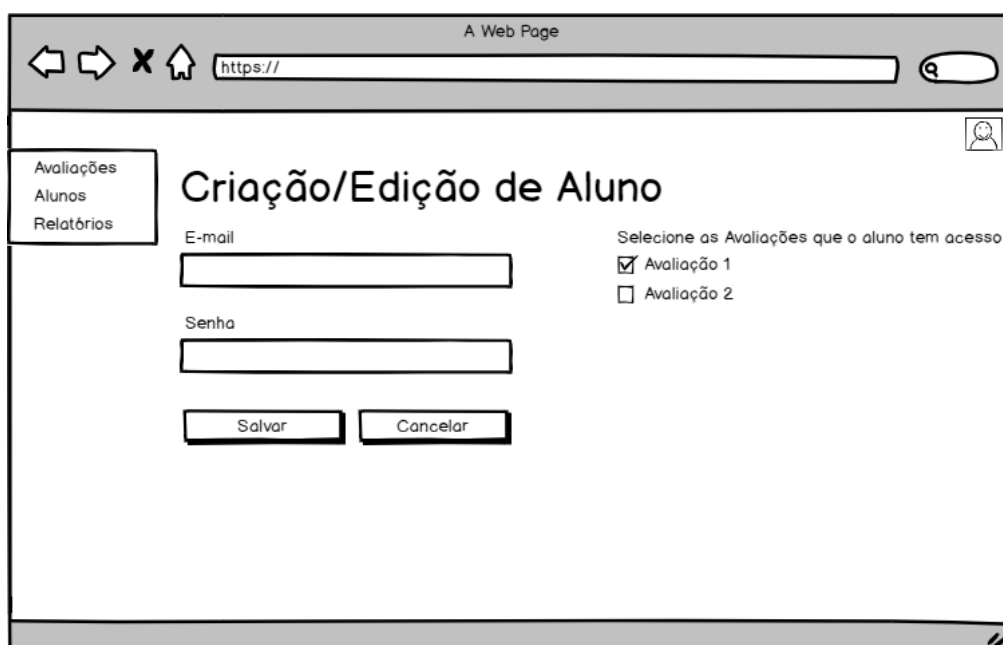 A Web Page
https://
Avaliações
Alunos
Relatórios
Criação/Edição de Aluno
E-mail
Senha
Salvar
Cancelar
Selecione as Avaliações que o aluno tem acesso
Avaliação 1
Avaliação 2